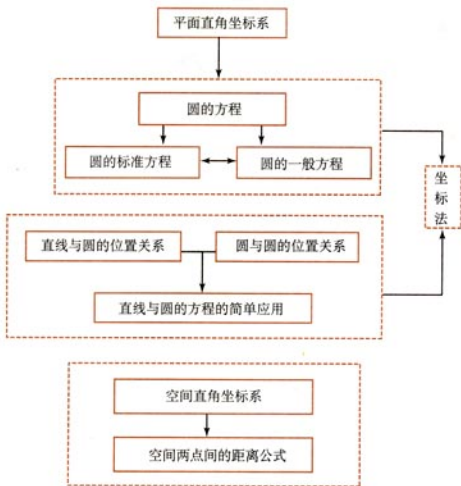 平面直角坐标系
圆的方程
圆的标准方程
圆的一般方程
坐标法
直线与圆的位置关系
圆与圆的位置关系
直线与圆的方程的简单应用
空间直角坐标系
空间两点间的距离公式